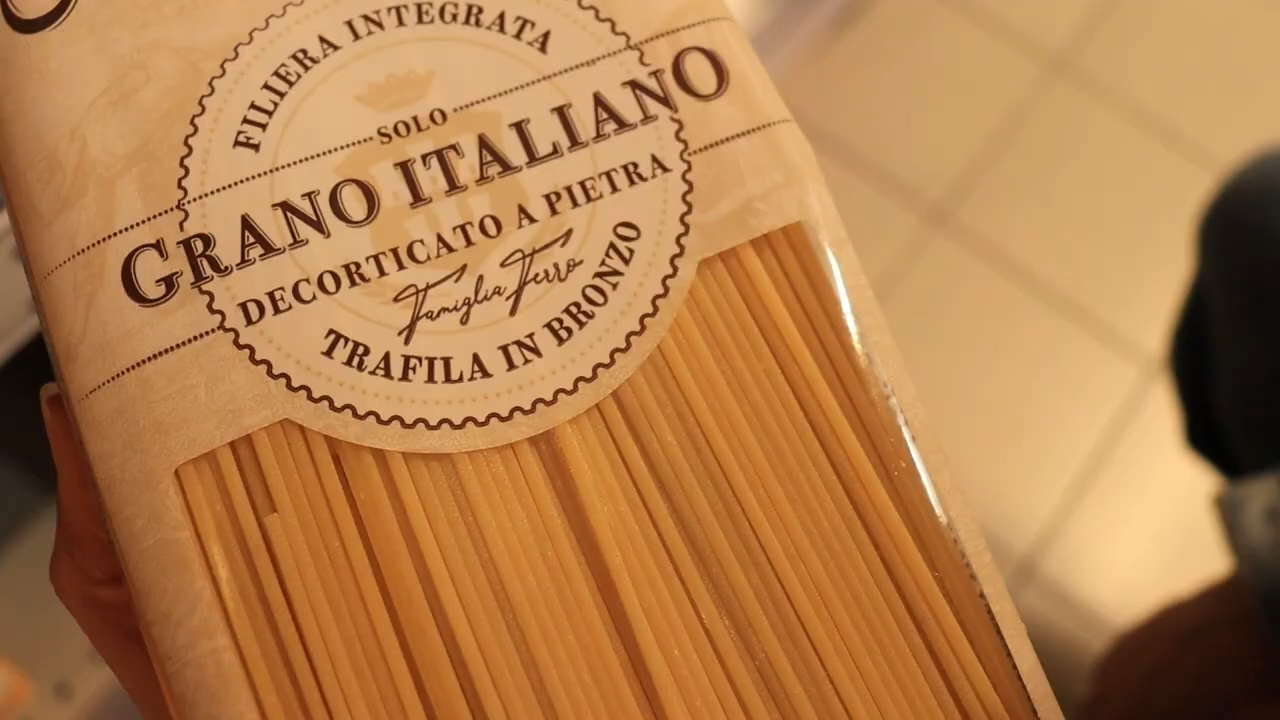 FILIERA INTEGRATA
SOLO
GRANO ITALIANO
DECORTICATO A PIETRA
Famiglia Ferro
TRAFILA IN BRONZO